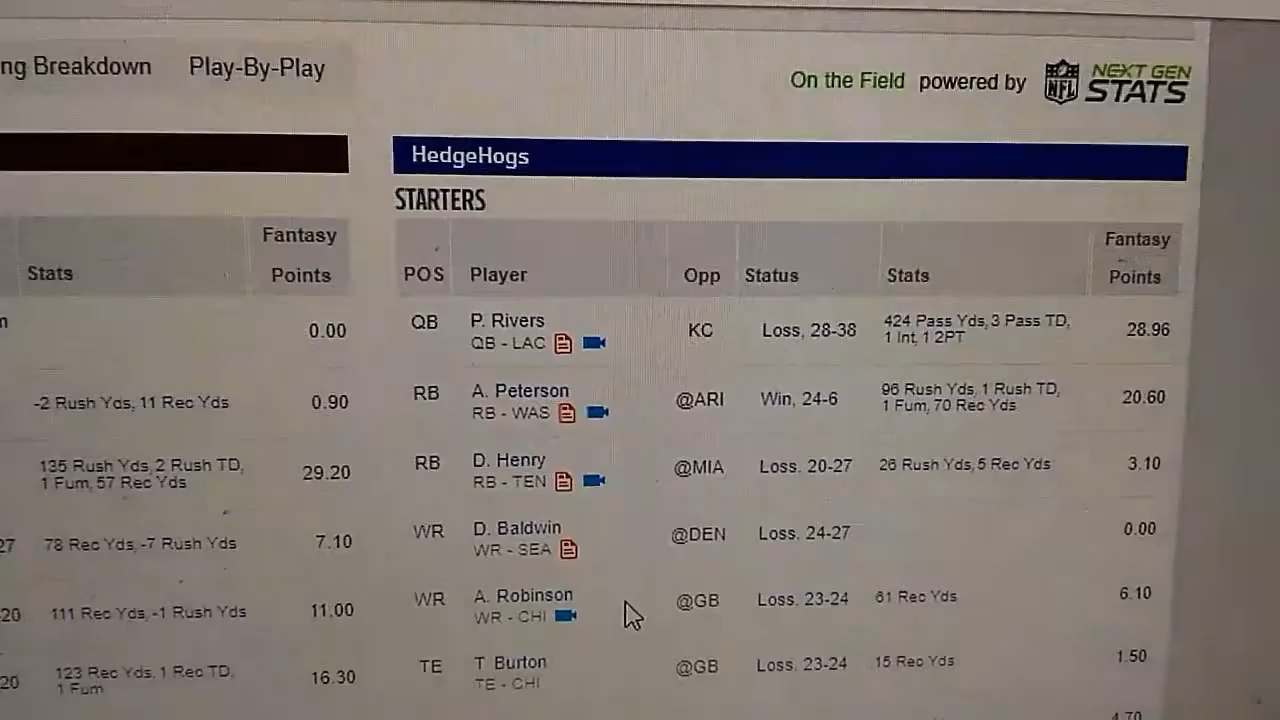 ng Breakdown Play-By-Play
On the Field powered by NFL NEXT GEN STATS
HedgeHogs
STARTERS
Stats Fantasy Points
0.00
-2 Rush Yds, 11 Rec Yds 0.90
135 Rush Yds, 2 Rush TD,
1 Fum, 57 Rec Yds 29.20
27 78 Rec Yds, -7 Rush Yds 7.10
20 111 Rec Yds, -1 Rush Yds 11.00
20 123 Rec Yds, 1 Rec TD,
1 Fum 16.30
POS Player Opp Status Stats Fantasy Points
QB P. Rivers KC Loss, 28-38 424 Pass Yds, 3 Pass TD, 28.96
QB - LAC 1 Int, 1 2PT
RB A. Peterson @ARI Win, 24-6 96 Rush Yds, 1 Rush TD, 20.60
RB - WAS 1 Fum, 70 Rec Yds
RB D. Henry @MIA Loss, 20-27 26 Rush Yds, 5 Rec Yds 3.10
RB - TEN
WR D. Baldwin @DEN Loss, 24-27 0.00
WR - SEA
WR A. Robinson @GB Loss, 23-24 61 Rec Yds 6.10
WR - CHI
TE T Burton @GB Loss, 23-24 15 Rec Yds 1.50
TE - CHI
4.70